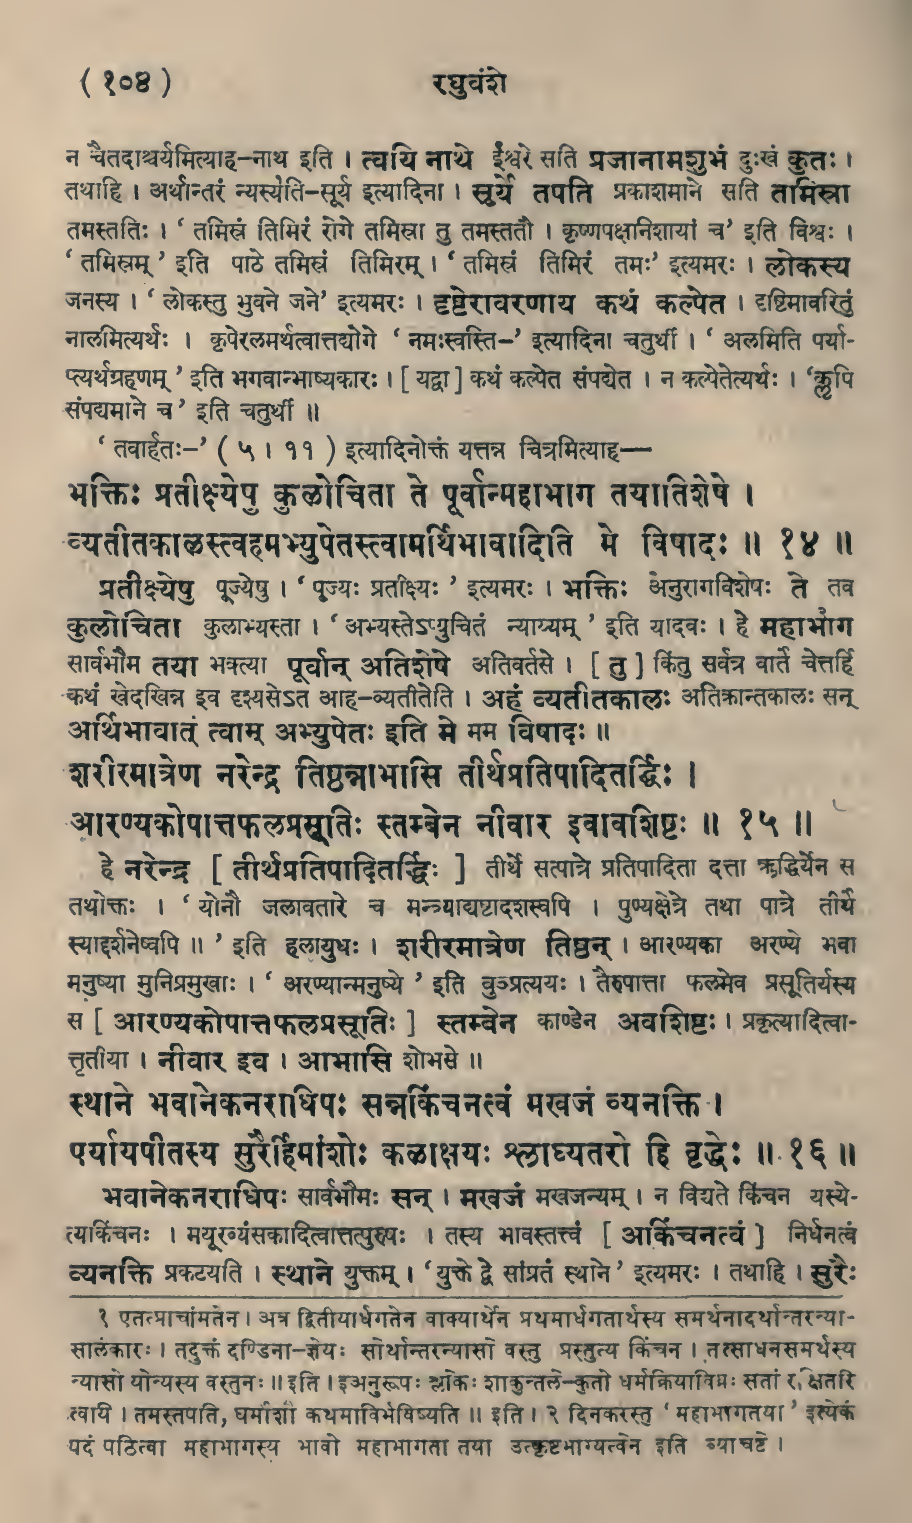 ( १०४ )
रघुवंशे
न चैतदाश्चर्यमित्याह–नाथ इति । त्वयि नाथे ईश्वरे सति प्रजानामशुभं दुःखं कुतः ।
तथाहि । अर्थान्तरं न्यस्येति–सूर्य इत्यादिना । सूर्ये तपति प्रकाशमाने सति तमिस्रा
तमस्ततिः । ‘ तमिस्रं तिमिरं रोगे तमिस्रा तु तमस्ततौ । कृष्णपक्षनिशायां च’ इति विश्वः ।
‘ तमिस्रम् ’ इति पाठे तमिस्रं तिमिरम् । ‘ तमिस्रं तिमिरं तमः’ इत्यमरः । लोकस्य
जनस्य । ‘ लोकस्तु भुवने जने’ इत्यमरः । दृष्टेरावरणाय कथं कल्पेत । दृष्टिमावरितुं
नालमित्यर्थः । कृपेरलमर्थत्वात्तद्योगे ‘ नमःस्वस्ति–’ इत्यादिना चतुर्थी । ‘ अलमिति पर्या-
प्त्यर्थग्रहणम् ’ इति भगवान्भाष्यकारः । [ यद्वा ] कथं कल्पेत संपद्येत । न कल्पेतेत्यर्थः । ‘क्लृपि
संपद्यमाने च’ इति चतुर्थी ॥
‘ तवार्हतः–’ ( ५ । ११ ) इत्यादिनोक्तं यत्तन्न चित्रमित्याह—
भक्तिः प्रतीक्ष्येषु कुलोचिता ते पूर्वान्महाभाग तयातिशेषे ।
व्यतीतकालस्त्वहमभ्युपेतस्त्वामर्थिभावादिति मे विषादः ॥ १४ ॥
प्रतीक्ष्येषु पूज्येषु । ‘ पूज्यः प्रतीक्ष्यः ’ इत्यमरः । भक्तिः अनुरागविशेषः ते तव
कुलोचिता कुलाभ्यस्ता । ‘ अभ्यस्तेऽप्युचितं न्याय्यम् ’ इति यादवः । हे महाभाग
सार्वभौम तया भक्त्या पूर्वान् अतिशेषे अतिवर्तसे । [ तु ] किंतु सर्वत्र वार्ते चेत्तर्हि
कथं खेदखिन्न इव दृश्यसेऽत आह–व्यतीतेति । अहं व्यतीतकालः अतिक्रान्तकालः सन्
अर्थिभावात् त्वाम् अभ्युपेतः इति मे मम विषादः ॥
शरीरमात्रेण नरेन्द्र तिष्ठन्नाभासि तीर्थप्रतिपादितर्द्धिः ।
आरण्यकोपात्तफलप्रसूतिः स्तम्बेन नीवार इवावशिष्टः ॥ १५ ॥
हे नरेन्द्र [ तीर्थप्रतिपादितर्द्धिः ] तीर्थे सत्पात्रे प्रतिपादिता दत्ता ऋद्धिर्येन स
तथोक्तः । ‘ योनौ जलावतारे च मन्त्र्याद्यष्टादशस्वपि । पुण्यक्षेत्रे तथा पात्रे तीर्थे
स्याद्दर्शनेष्वपि ॥ ’ इति हलायुधः । शरीरमात्रेण तिष्ठन् । आरण्यका अरण्ये भवा
मनुष्या मुनिप्रमुखाः । ‘ अरण्यान्मनुष्ये ’ इति वुञ्प्रत्ययः । तैरुपात्ता फलमेव प्रसूतिर्यस्य
स [ आरण्यकोपात्तफलप्रसूतिः ] स्तम्बेन काण्डेन अवशिष्टः । प्रकृत्यादित्वा-
त्तृतीया । नीवार इव । आभासि शोभसे ॥
स्थाने भवानेकनराधिपः सन्नकिंचनत्वं मखजं व्यनक्ति ।
पर्यायपीतस्य सुरैर्हिमांशोः कलाक्षयः श्लाघ्यतरो हि वृद्धेः ॥ १६ ॥
भवानेकनराधिपः सार्वभौमः सन् । मखजं मखजन्यम् । न विद्यते किंचन यस्ये-
त्यकिंचनः । मयूरव्यंसकादित्वात्तत्पुरुषः । तस्य भावस्तत्त्वं [ अकिंचनत्वं ] निर्धनत्वं
व्यनक्ति प्रकटयति । स्थाने युक्तम् । ‘ युक्ते द्वे सांप्रतं स्थाने ’ इत्यमरः । तथाहि । सुरैः
१ एतत्प्राचांमतेन । अत्र द्वितीयार्धगतेन वाक्यार्थेन प्रथमार्धगतार्थस्य समर्थनादर्थान्तरन्या-
सालंकारः । तदुक्तं दण्डिना–ज्ञेयः सोर्थान्तरन्यासो वस्तु प्रस्तुत्य किंचन । तत्साधनसमर्थस्य
न्यासो योन्यस्य वस्तुनः ॥ इति । इअनुरूपः श्लोकः शाकुन्तले–कुतो धर्मक्रियाविघ्नः सतां र‚क्षितरि
त्वयि । तमस्तपति, घर्मांशौ कथमाविर्भविष्यति ॥ इति । २ दिनकरस्तु ‘ महाभागतया ’ इत्येकं
पदं पठित्वा महाभागस्य भावो महाभागता तया उत्कृष्टभाग्यत्वेन इति व्याचष्टे ।